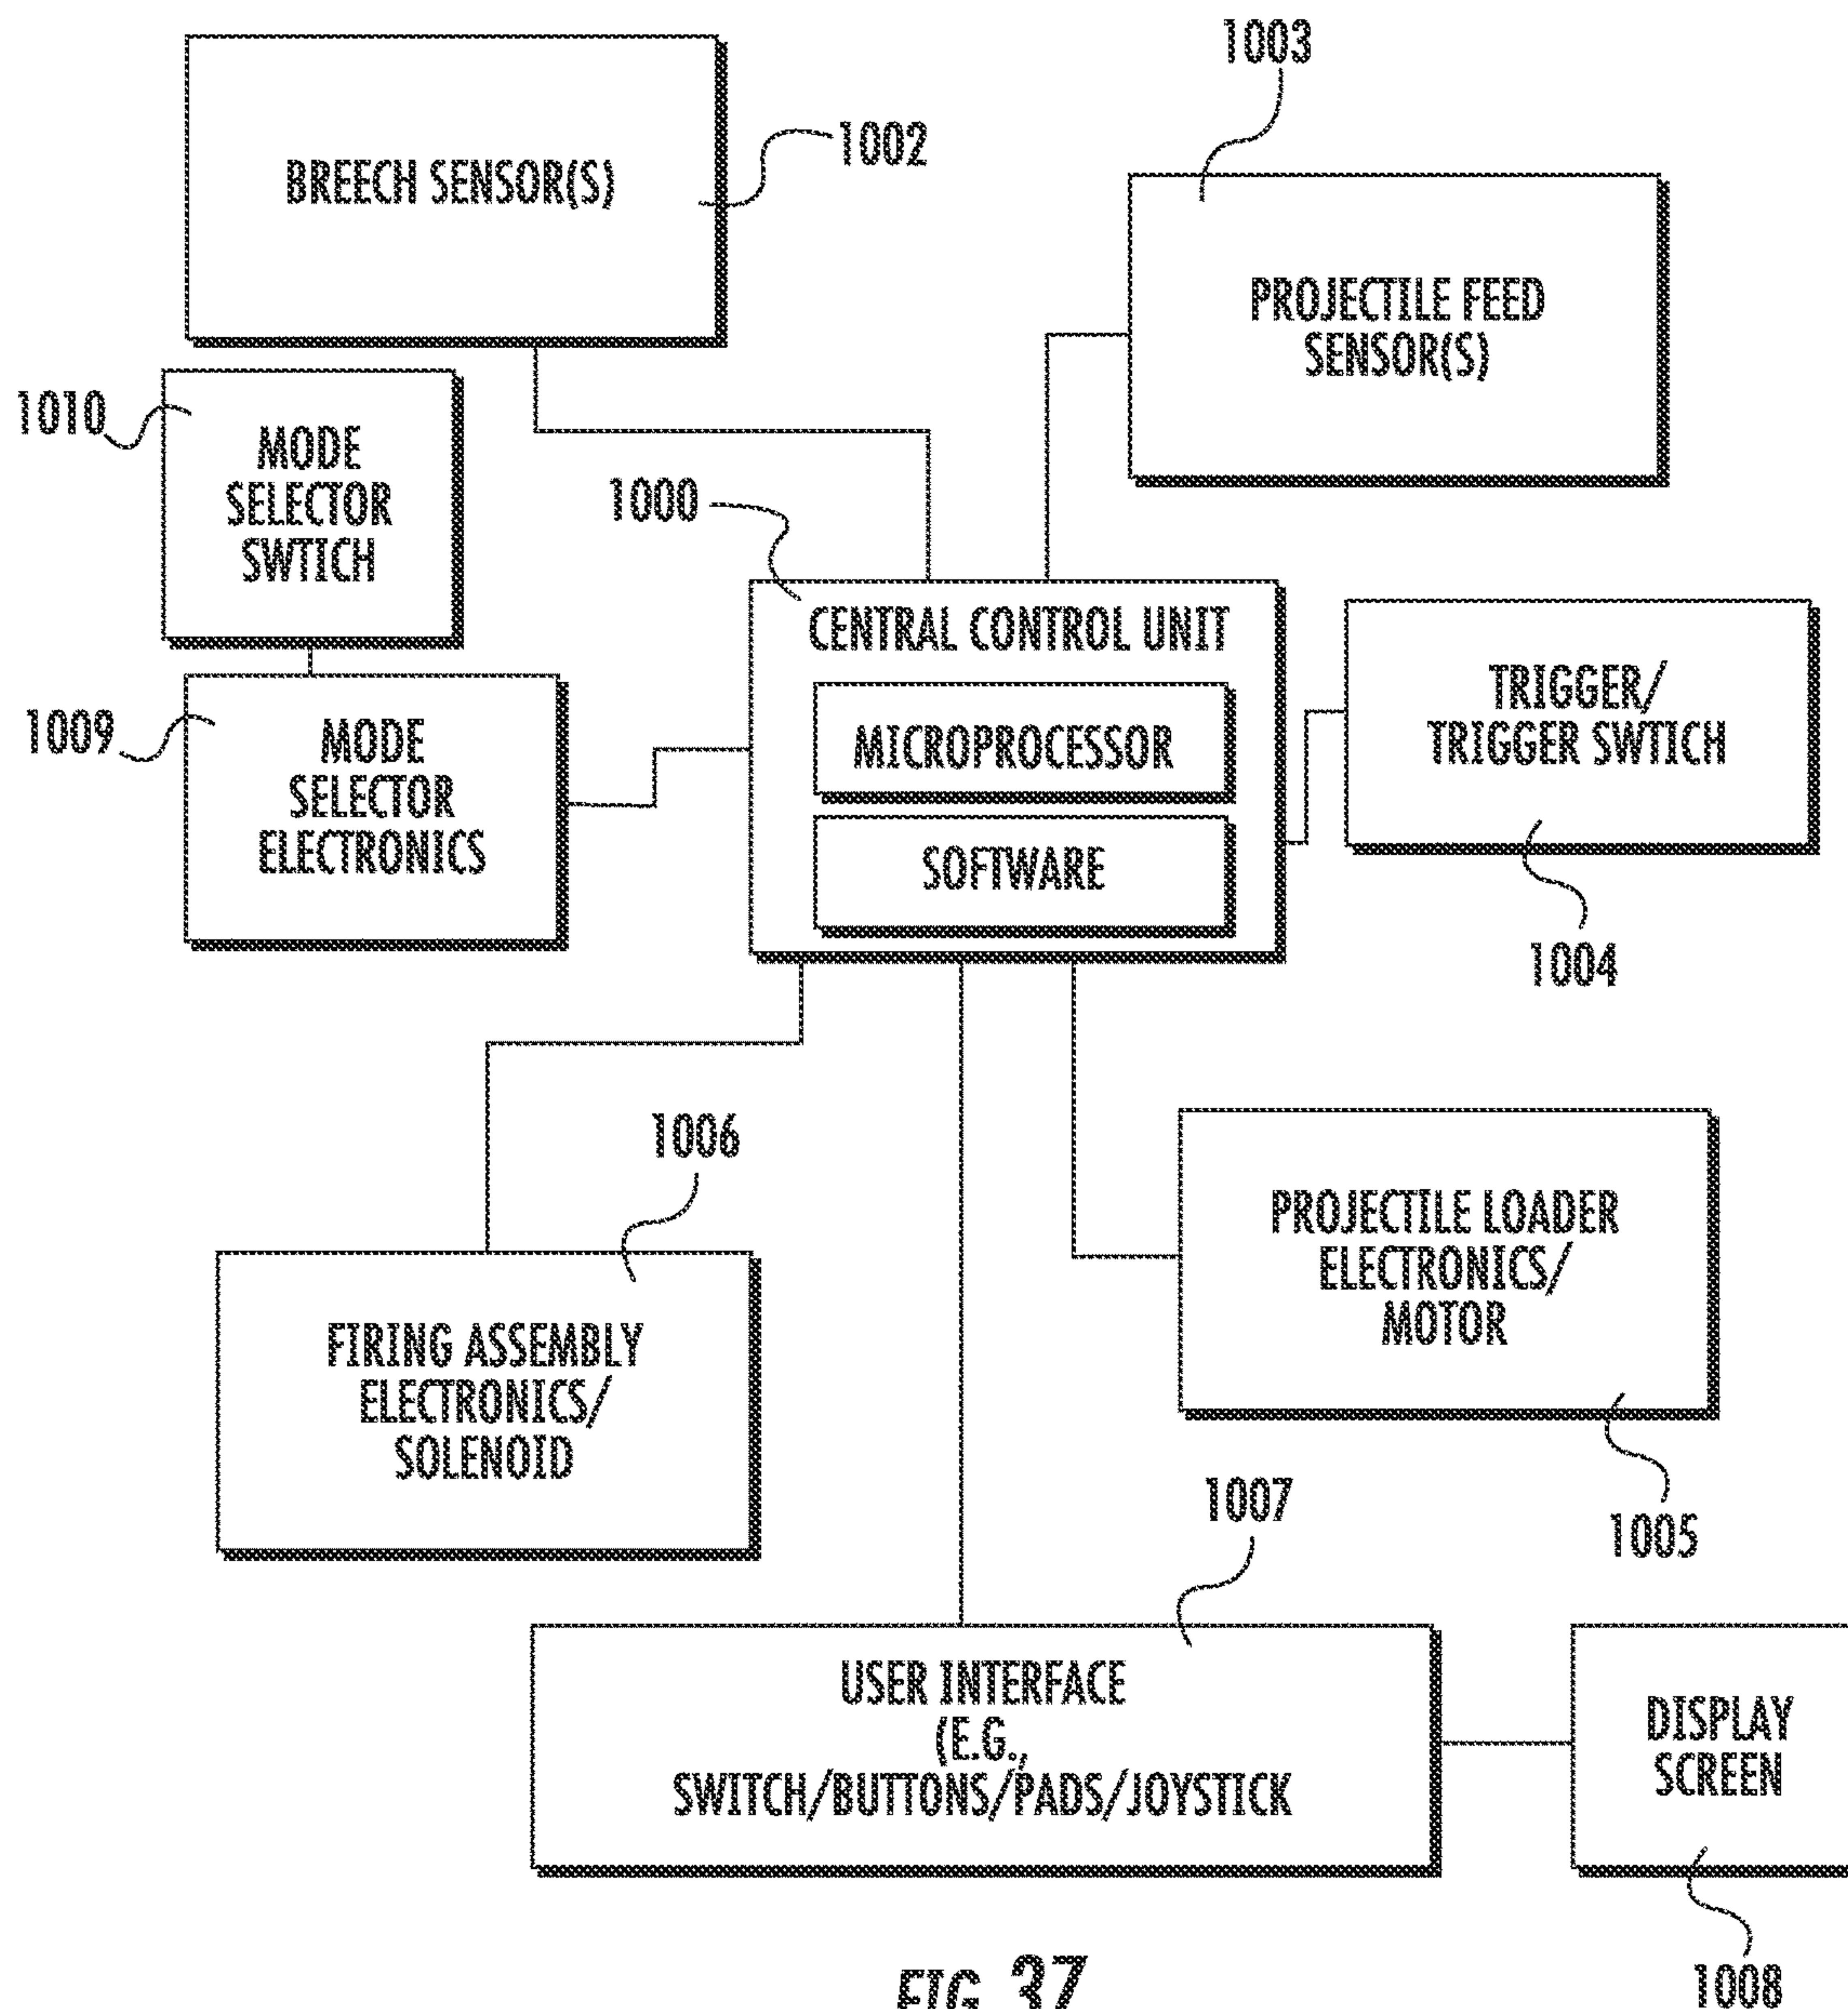 1003
BREECH SENSOR(S)
1002
PROJECTILE FEED
SENSOR(S)
1010
MODE
SELECTOR
SWTICH
1000
CENTRAL CONTROL UNIT
MICROPROCESSOR
SOFTWARE
TRIGGER/
TRIGGER SWTICH
1004
1009
MODE
SELECTOR
ELECTRONICS
1006
FIRING ASSEMBLY
ELECTRONICS/
SOLENOID
PROJECTILE LOADER
ELECTRONICS/
MOTOR
1005
1007
USER INTERFACE
(E.G.,
SWITCH/BUTTONS/PADS/JOYSTICK
DISPLAY
SCREEN
1008
FIG. 37